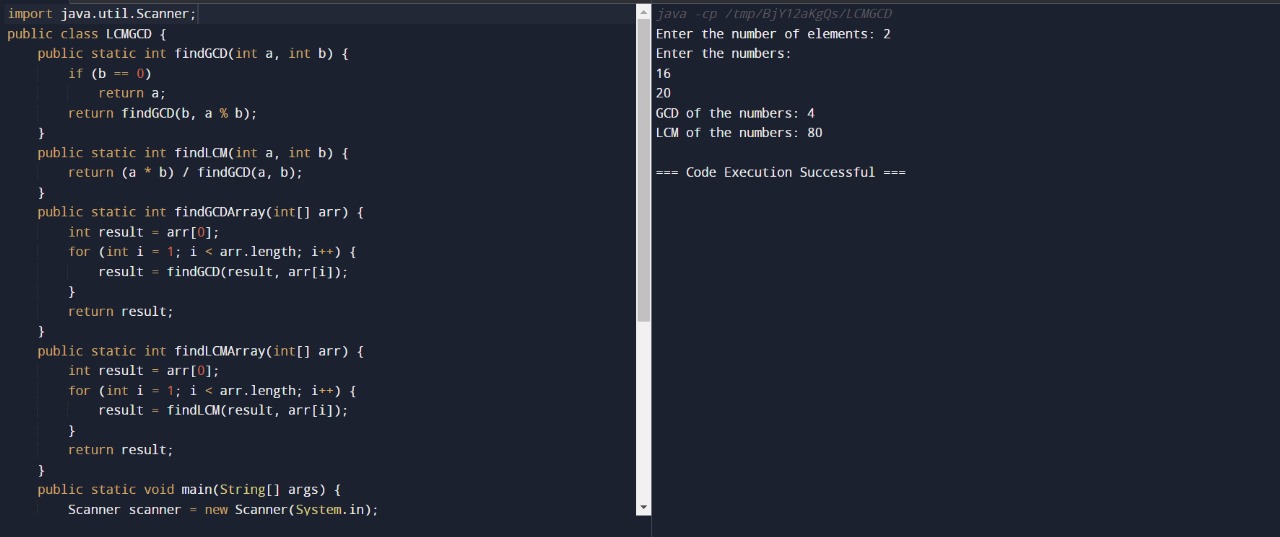 import java.util.Scanner;
public class LCMGCD {
    public static int findGCD(int a, int b) {
        if (b == 0)
            return a;
        return findGCD(b, a % b);
    }
    public static int findLCM(int a, int b) {
        return (a * b) / findGCD(a, b);
    }
    public static int findGCDArray(int[] arr) {
        int result = arr[0];
        for (int i = 1; i < arr.length; i++) {
            result = findGCD(result, arr[i]);
        }
        return result;
    }
    public static int findLCMArray(int[] arr) {
        int result = arr[0];
        for (int i = 1; i < arr.length; i++) {
            result = findLCM(result, arr[i]);
        }
        return result;
    }
    public static void main(String[] args) {
        Scanner scanner = new Scanner(System.in);
java -cp /tmp/BjY12aKgQs/LCMGCD
Enter the number of elements: 2
Enter the numbers:
16
20
GCD of the numbers: 4
LCM of the numbers: 80
=== Code Execution Successful ===